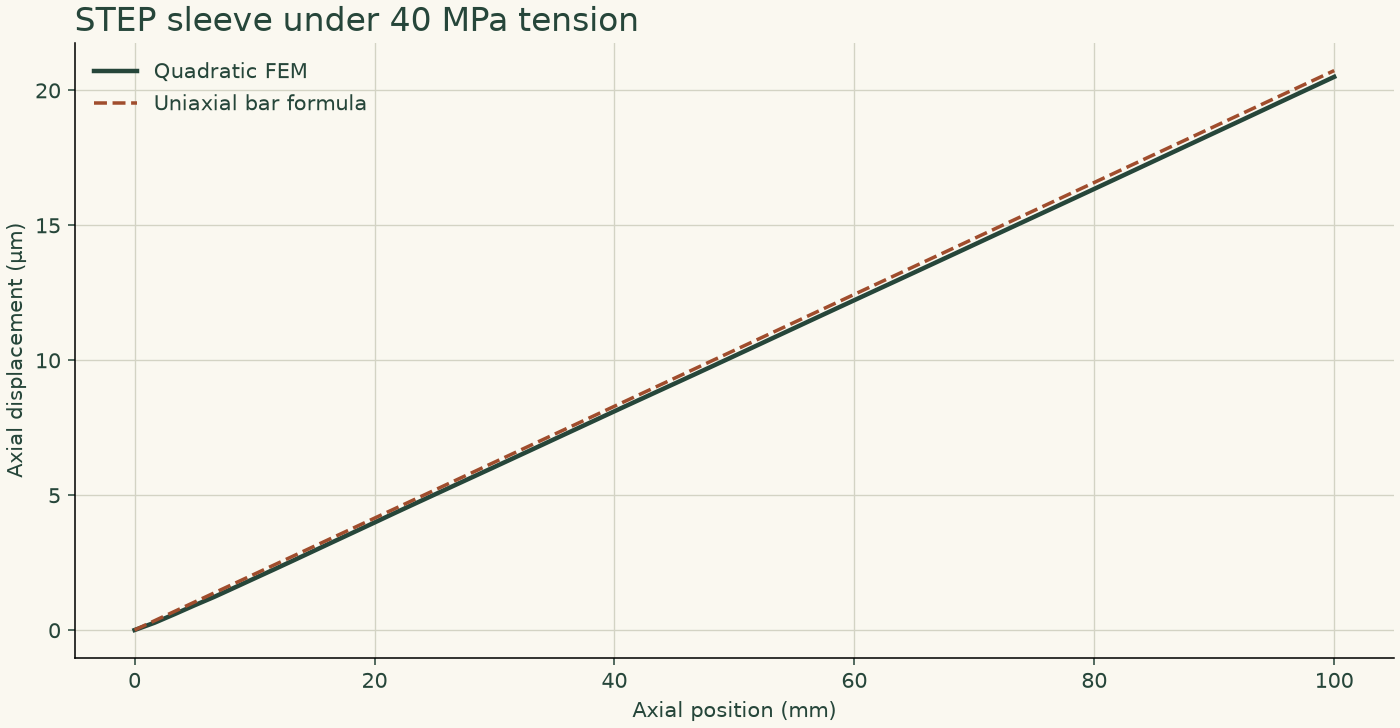 STEP sleeve under 40 MPa tension
Quadratic FEM
Uniaxial bar formula
20
15
10
5
0
Axial displacement (µm)
0 20 40 60 80 100
Axial position (mm)